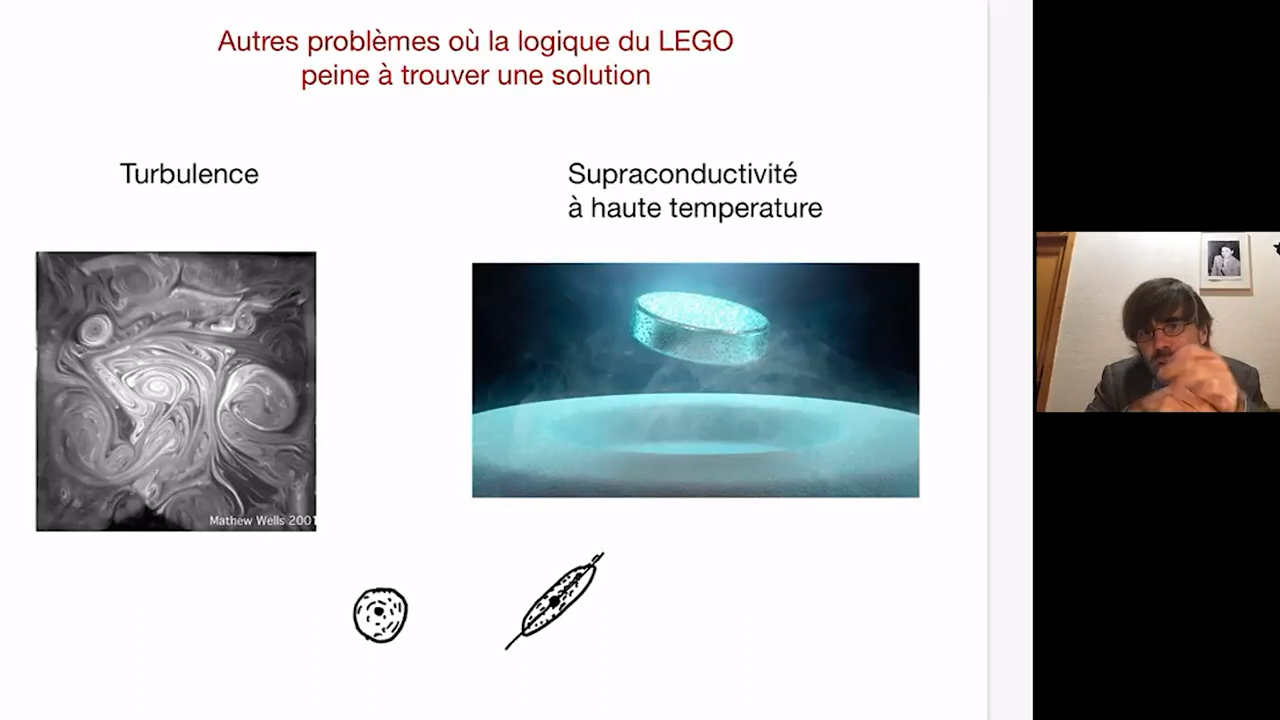 Autres problèmes où la logique du LEGO
peine à trouver une solution
Turbulence
Supraconductivité
à haute temperature
Mathew Wells 2001